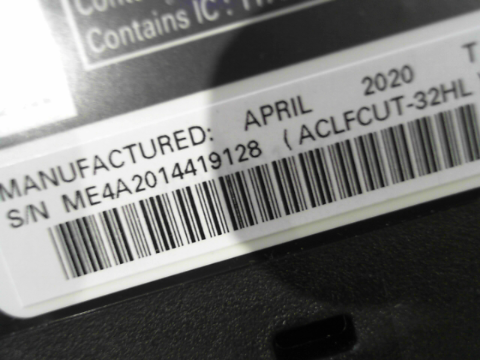 Contains IC :
MANUFACTURED: APRIL 2020
S/N ME4A2014419128 ( ACLFCUT-32HL